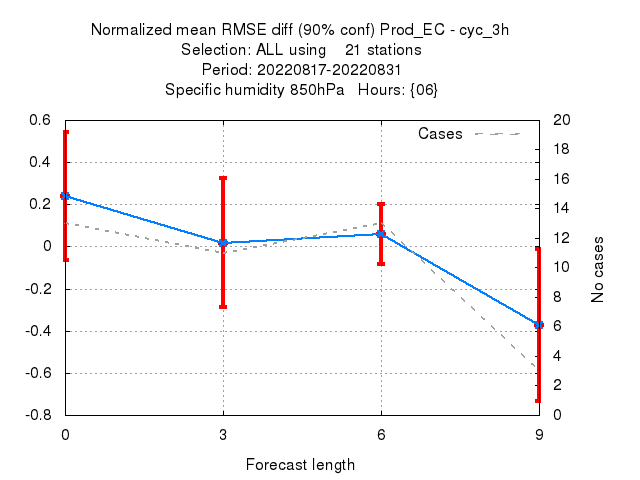 Normalized mean RMSE diff (90% conf) Prod_EC - cyc_3h
Selection: ALL using 21 stations
Period: 20220817-20220831
Specific humidity 850hPa Hours: {06}
Cases
0.6
0.4
0.2
0
-0.2
-0.4
-0.6
-0.8
20
18
16
14
12
10
8
6
4
2
0
No cases
0 3 6 9
Forecast length